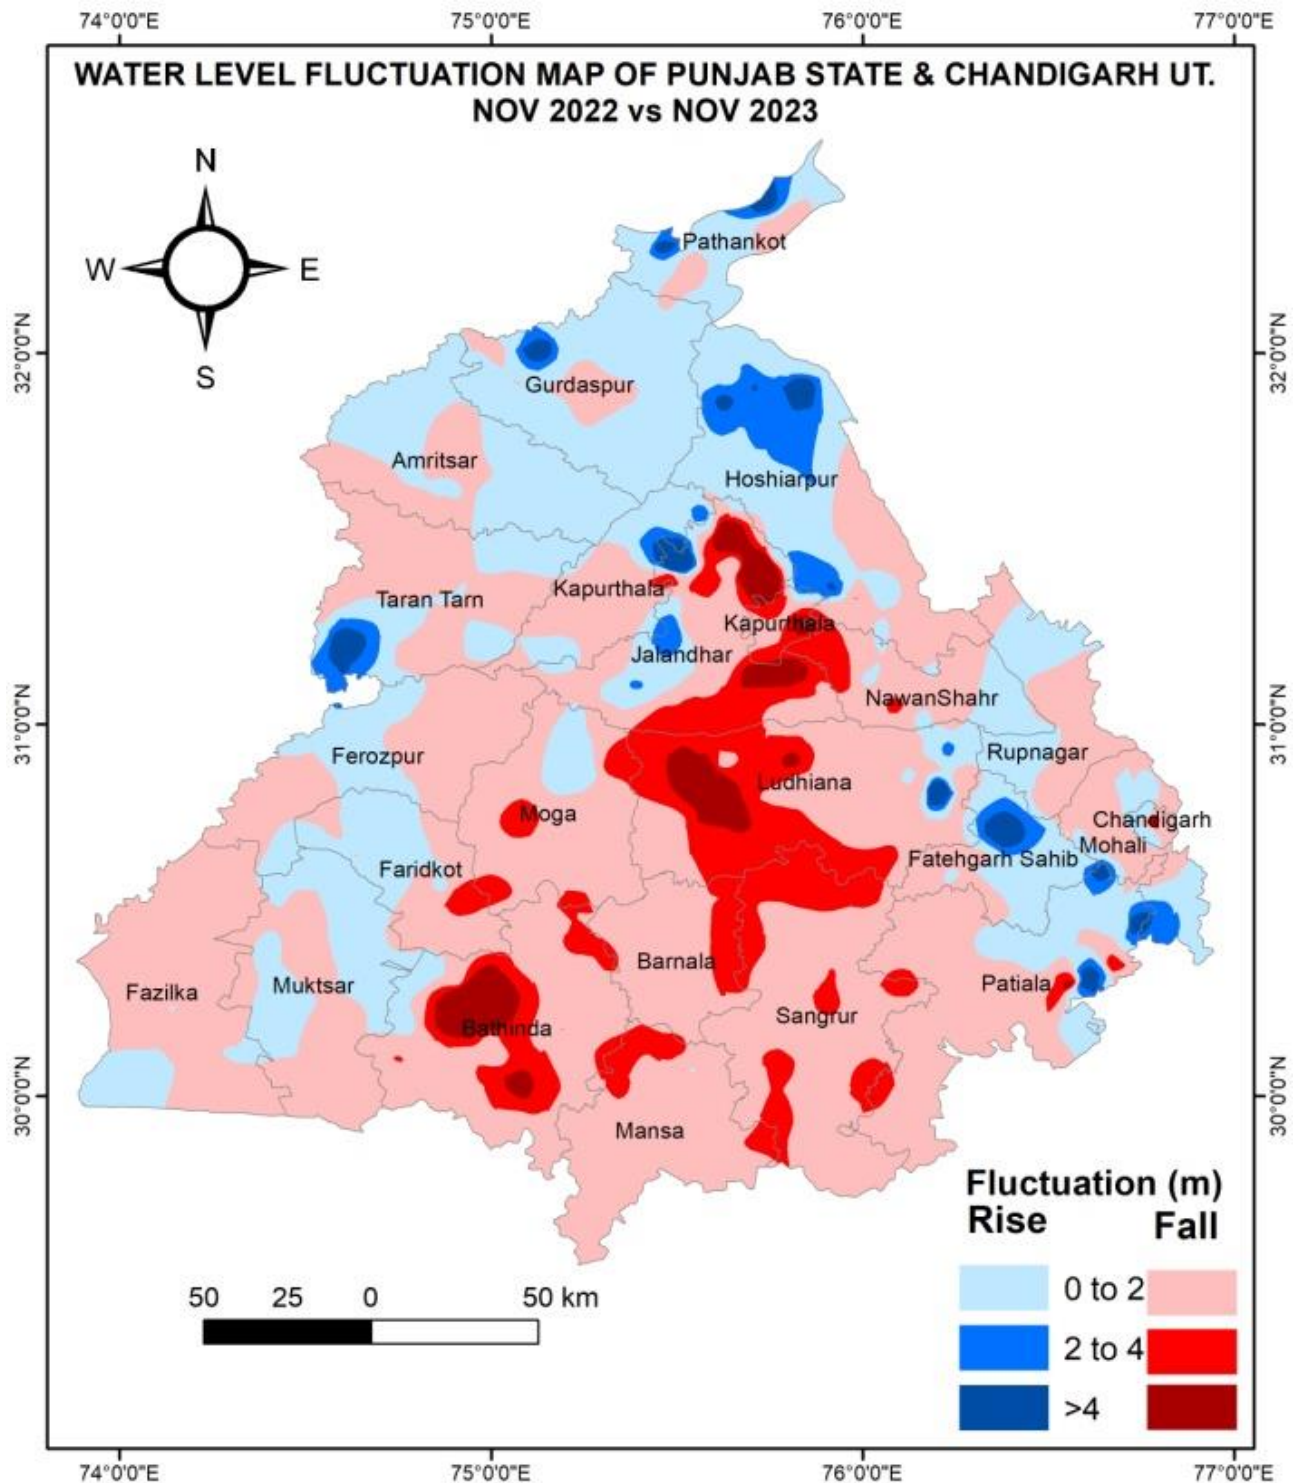 74°0'0"E 75°0'0"E 76°0'0"E 77°0'0"E
WATER LEVEL FLUCTUATION MAP OF PUNJAB STATE & CHANDIGARH UT.
NOV 2022 vs NOV 2023
N
W E
S
Pathankot
32°0'0"N 32°0'0"N
Gurdaspur
Amritsar
Hoshiarpur
Kapurthala
Taran Tarn
Kapurthala
Jalandhar
NawanShahr
31°0'0"N 31°0'0"N
Ferozpur
Rupnagar
Ludhiana
Moga
Chandigarh
Mohali
Fatehgarh Sahib
Faridkot
Barnala
Patiala
Muktsar
Fazilka
Sangrur
Bathinda
30°0'0"N 30°0'0"N
Mansa
Fluctuation (m)
Rise Fall
0 to 2
2 to 4
>4
50 25 0 50 km
74°0'0"E 75°0'0"E 76°0'0"E 77°0'0"E